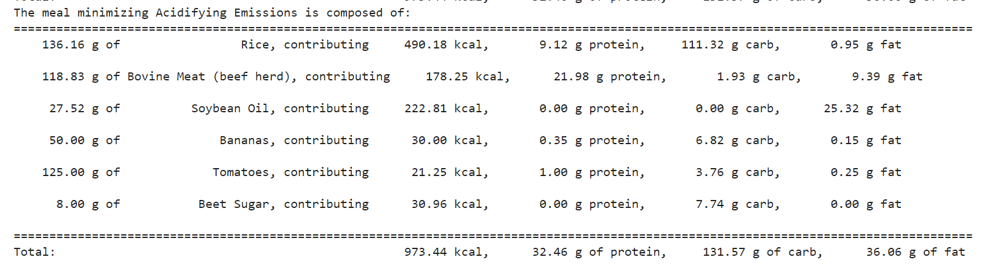 The meal minimizing Acidifying Emissions is composed of:
=======================================================================================================================================
136.16 g of Rice, contributing 490.18 kcal, 9.12 g protein, 111.32 g carb, 0.95 g fat
118.83 g of Bovine Meat (beef herd), contributing 178.25 kcal, 21.98 g protein, 1.93 g carb, 9.39 g fat
27.52 g of Soybean Oil, contributing 222.81 kcal, 0.00 g protein, 0.00 g carb, 25.32 g fat
50.00 g of Bananas, contributing 30.00 kcal, 0.35 g protein, 6.82 g carb, 0.15 g fat
125.00 g of Tomatoes, contributing 21.25 kcal, 1.00 g protein, 3.76 g carb, 0.25 g fat
8.00 g of Beet Sugar, contributing 30.96 kcal, 0.00 g protein, 7.74 g carb, 0.00 g fat
=======================================================================================================================================
Total: 973.44 kcal, 32.46 g of protein, 131.57 g of carb, 36.06 g of fat